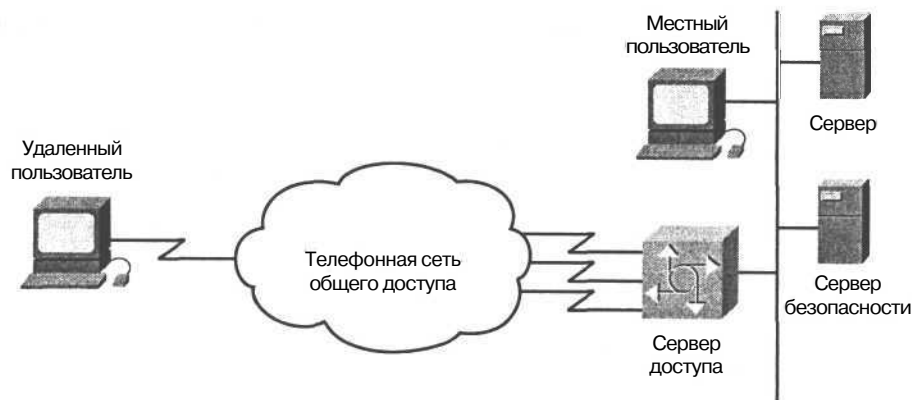 Местный
пользователь
Сервер
Удаленный
пользователь
Телефонная сеть
общего доступа
Сервер
безопасности
Сервер
доступа